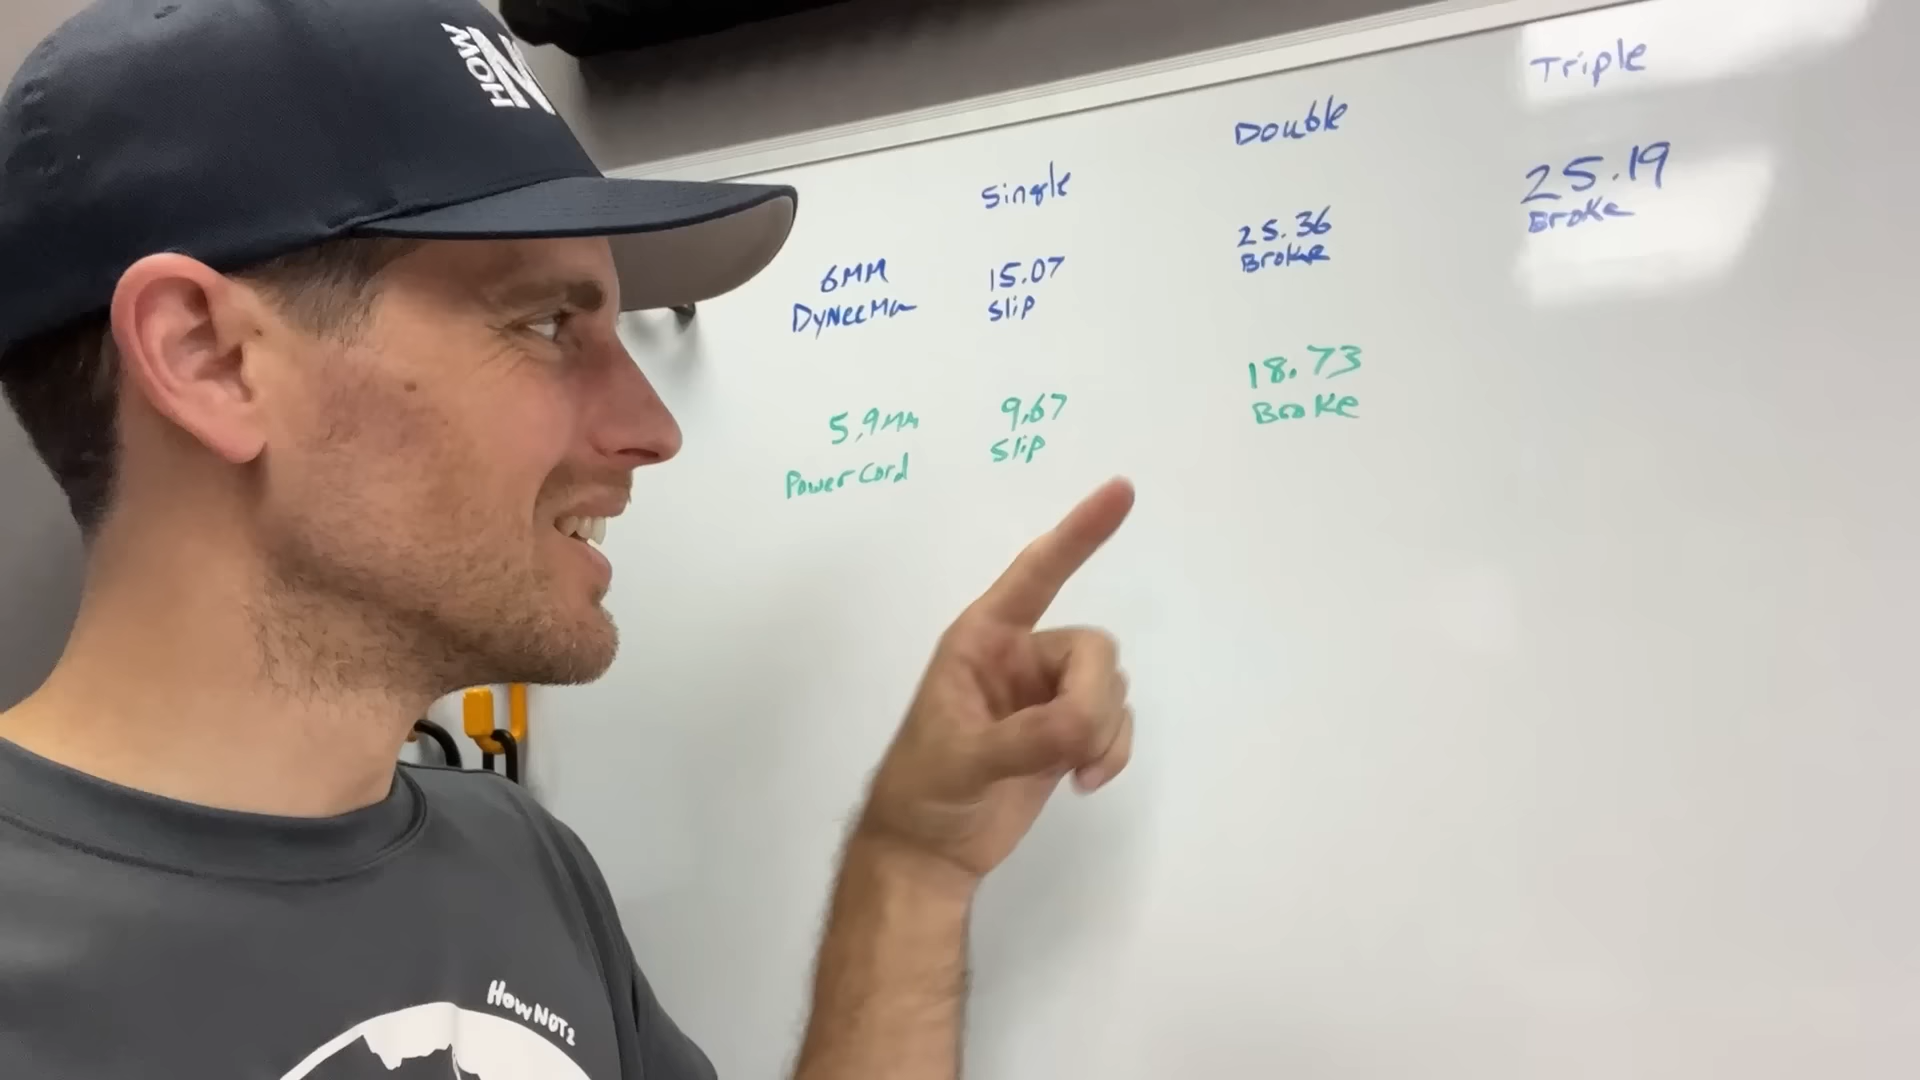 HOW
N
Single
Double
Triple
6MM
DyNeeMa
15.07
Slip
25.36
Broke
25.19
Broke
5.9MM
Power Cord
9.67
Slip
18.73
Broke
HowNOT2